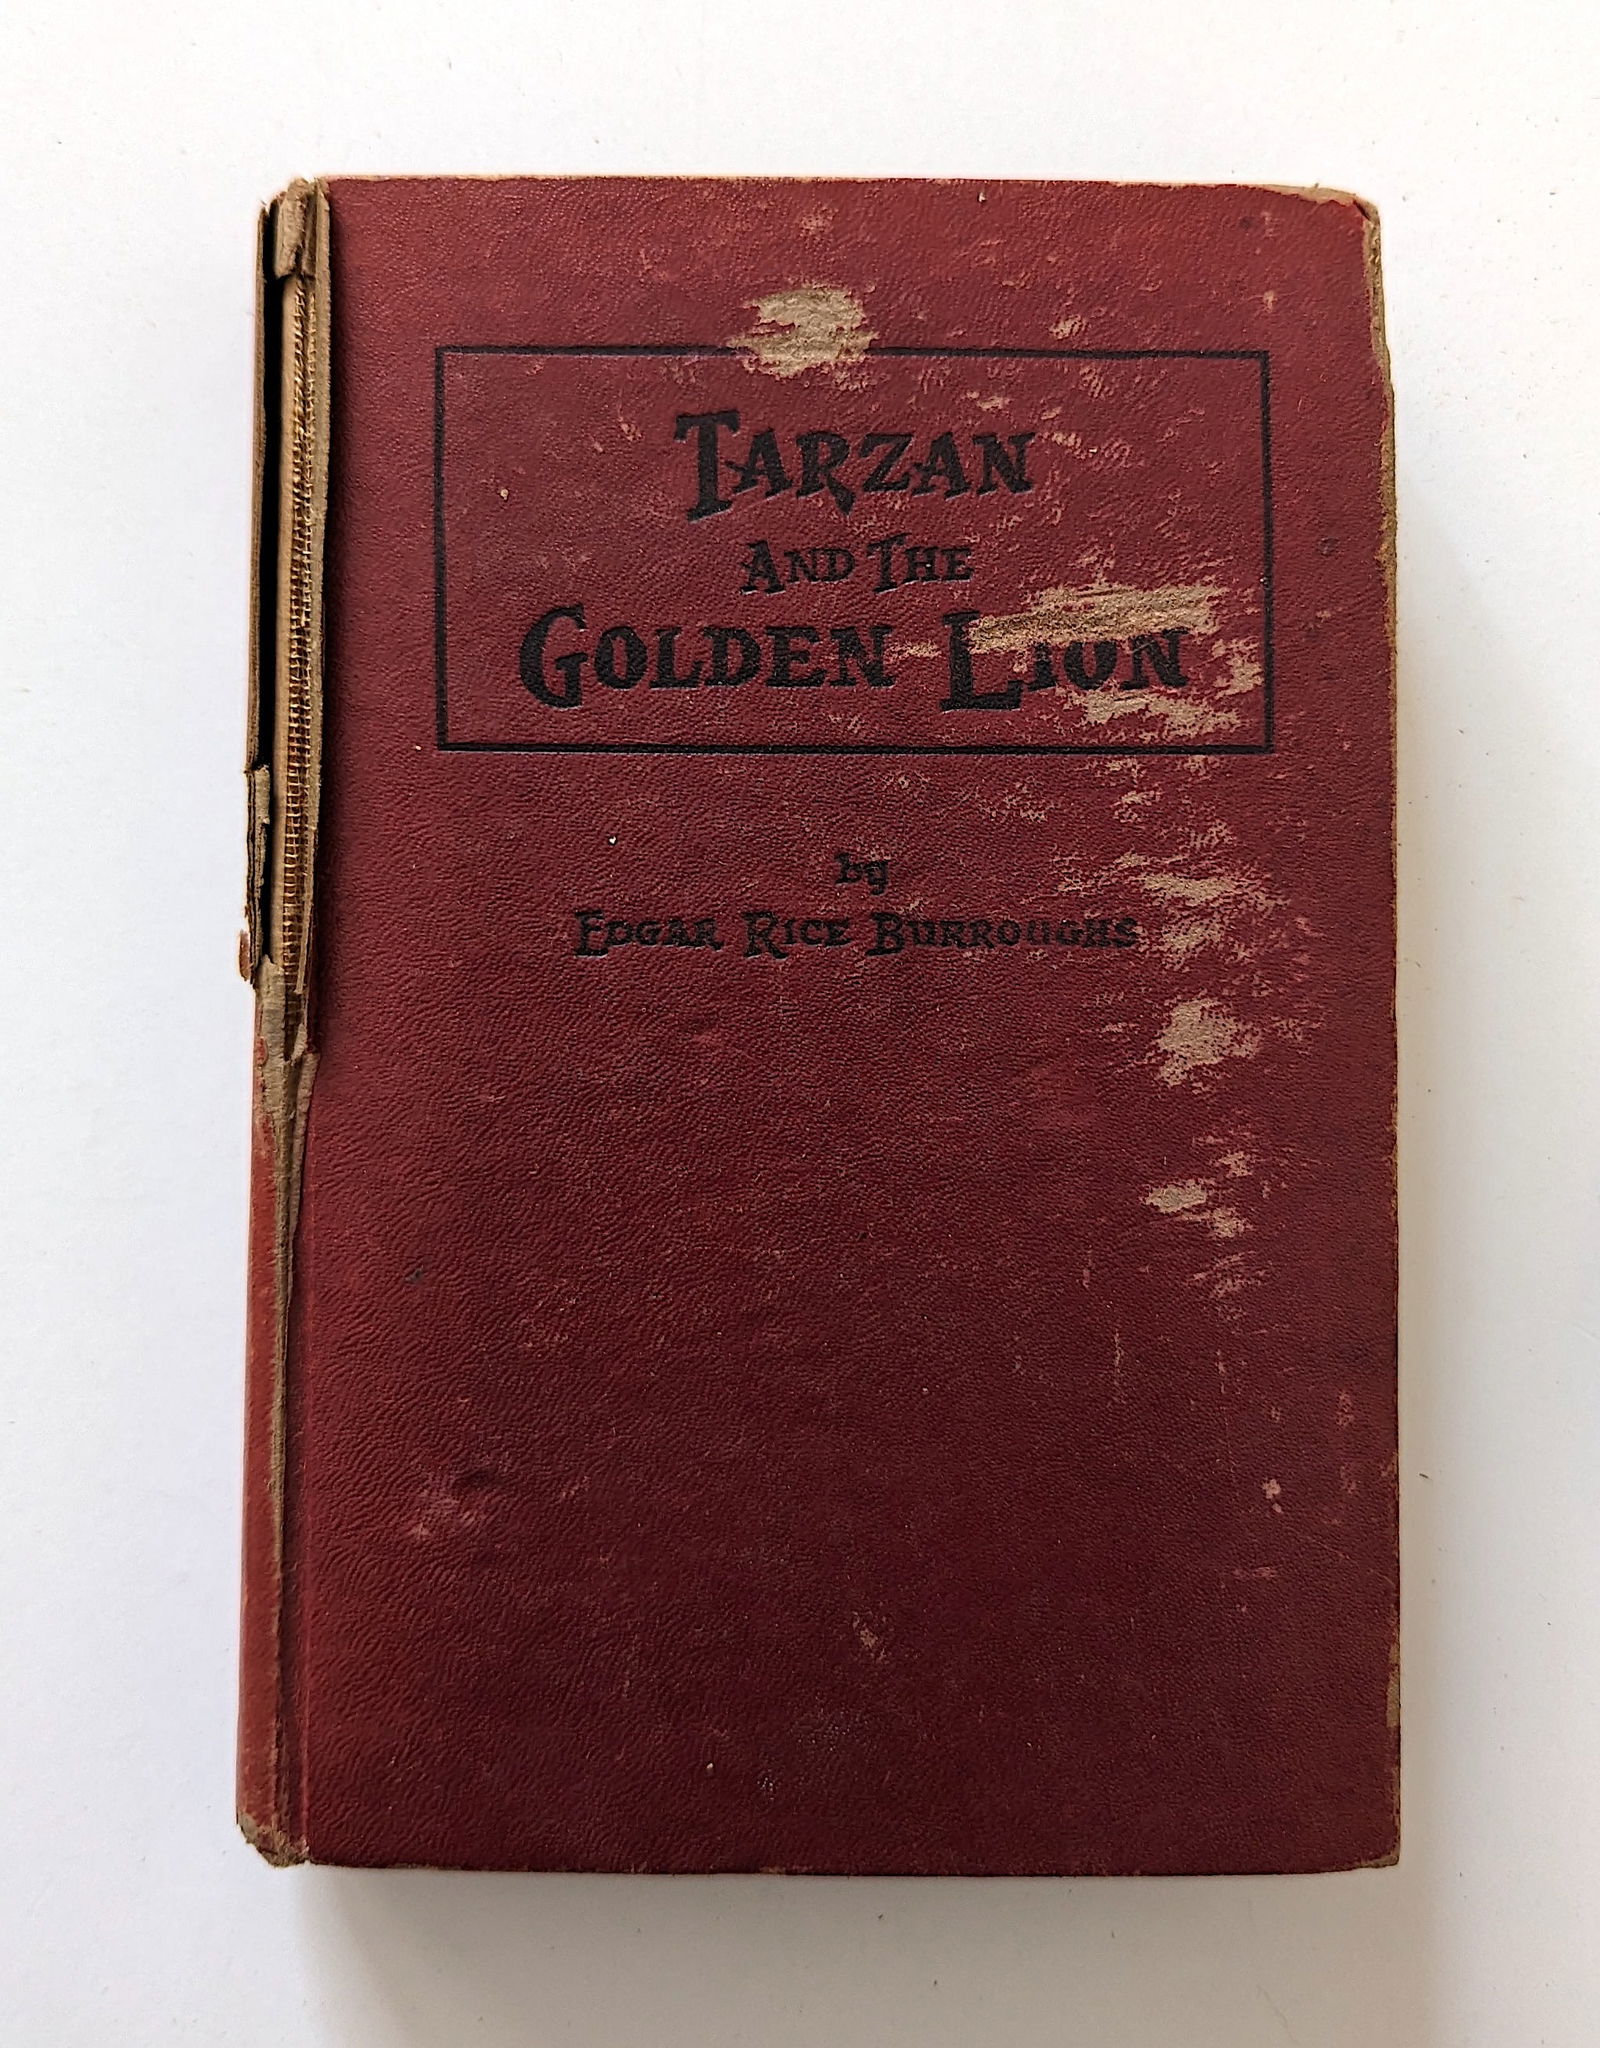 TARZAN
AND THE
GOLDEN LION
by
EDGAR RICE BURROUGHS